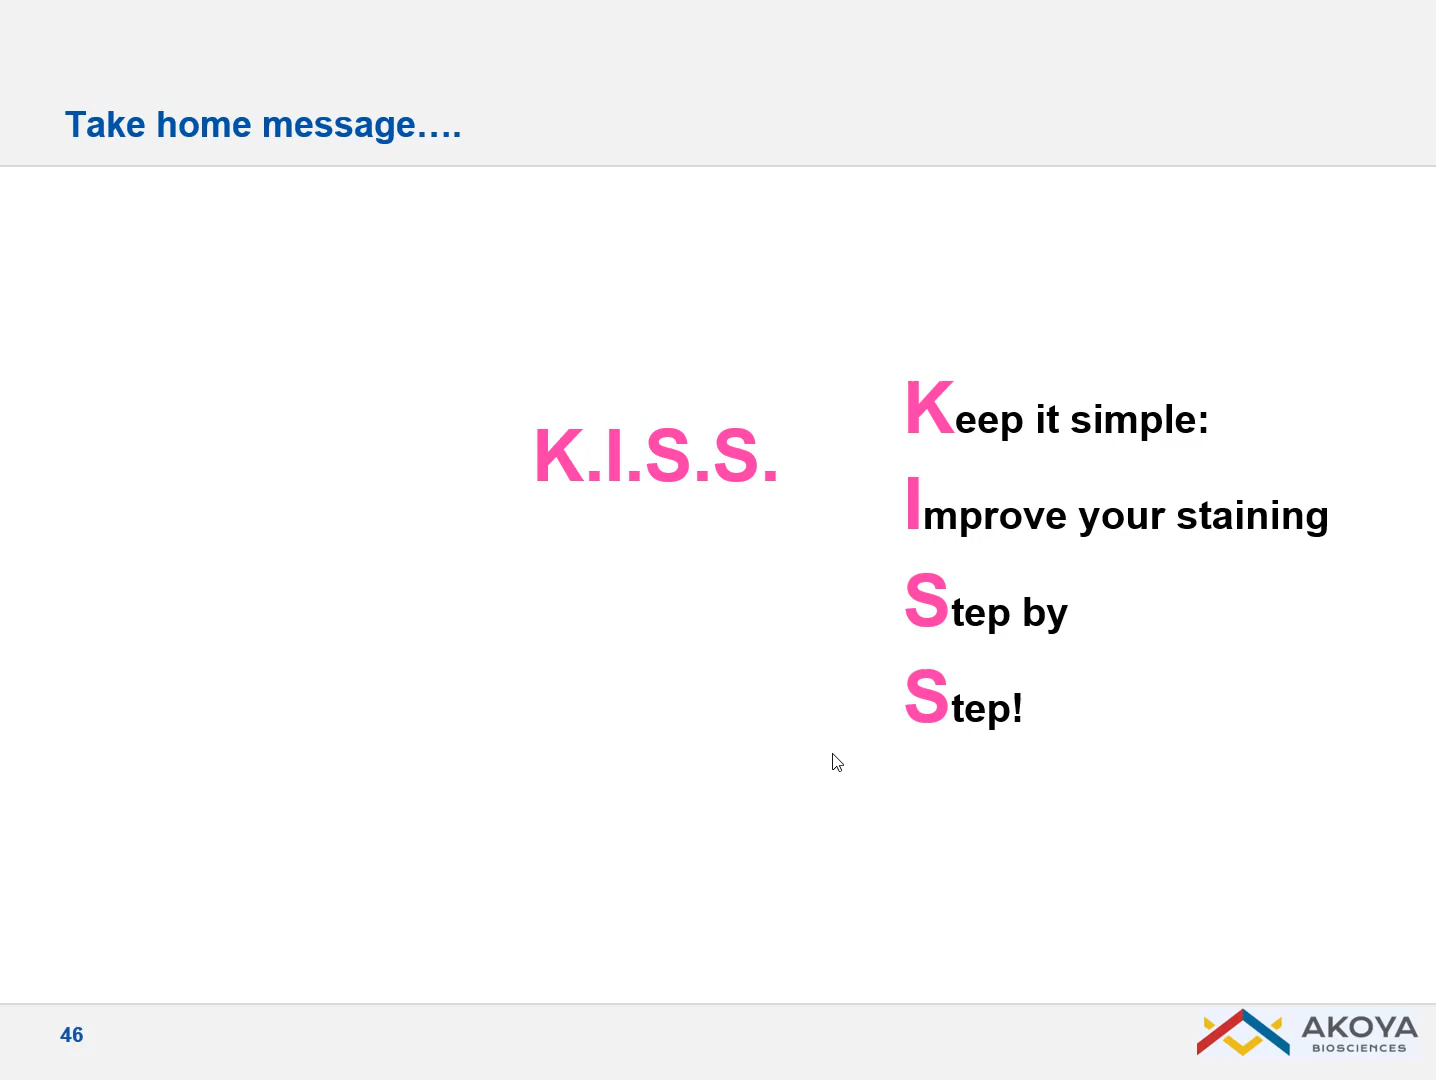 Take home message….
K.I.S.S.
Keep it simple:
Improve your staining
Step by
Step!
46
AKOYA
BIOSCIENCES